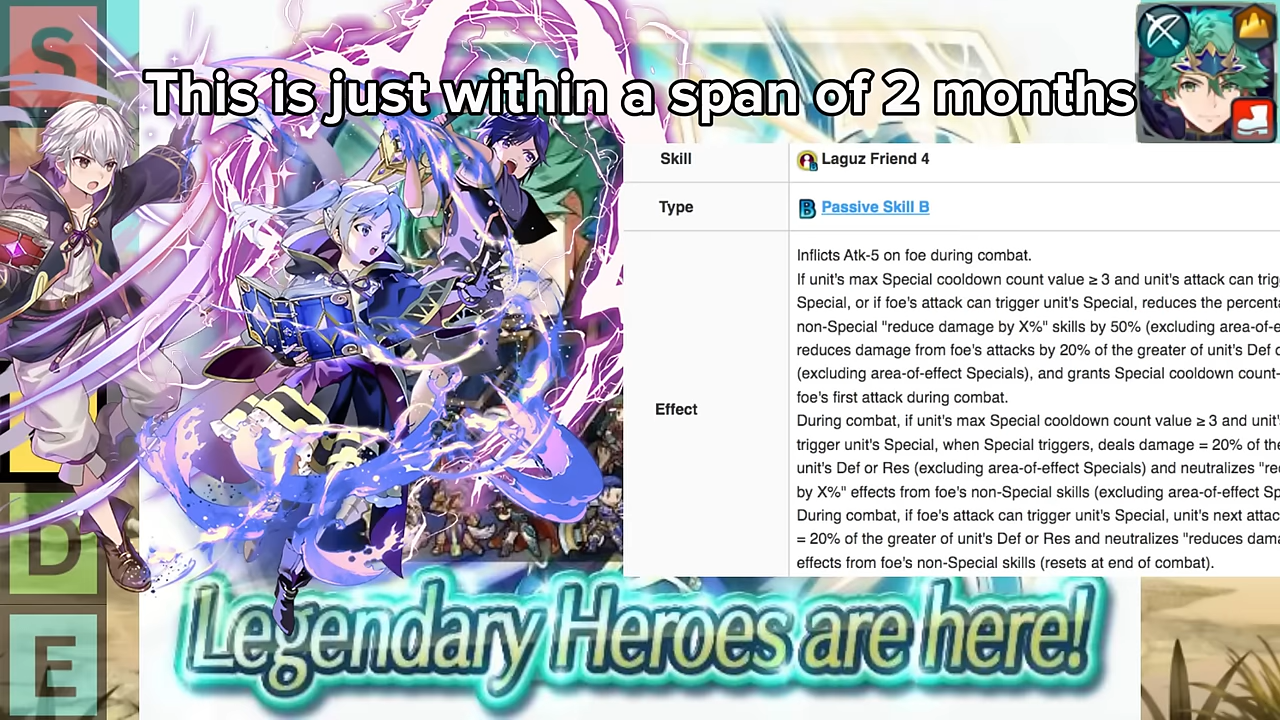 S
This is just within a span of 2 months
Skill
Laguz Friend 4
Type
B Passive Skill B
Effect
Inflicts Atk-5 on foe during combat.
If unit's max Special cooldown count value ≥ 3 and unit's attack can trig
Special, or if foe's attack can trigger unit's Special, reduces the percenta
non-Special "reduce damage by X%" skills by 50% (excluding area-of-e
reduces damage from foe's attacks by 20% of the greater of unit's Def o
(excluding area-of-effect Specials), and grants Special cooldown count-
foe's first attack during combat.
During combat, if unit's max Special cooldown count value ≥ 3 and unit'
trigger unit's Special, when Special triggers, deals damage = 20% of the
unit's Def or Res (excluding area-of-effect Specials) and neutralizes "re
by X%" effects from foe's non-Special skills (excluding area-of-effect Sp
During combat, if foe's attack can trigger unit's Special, unit's next attac
= 20% of the greater of unit's Def or Res and neutralizes "reduces dama
effects from foe's non-Special skills (resets at end of combat).
D
E
Legendary Heroes are here!